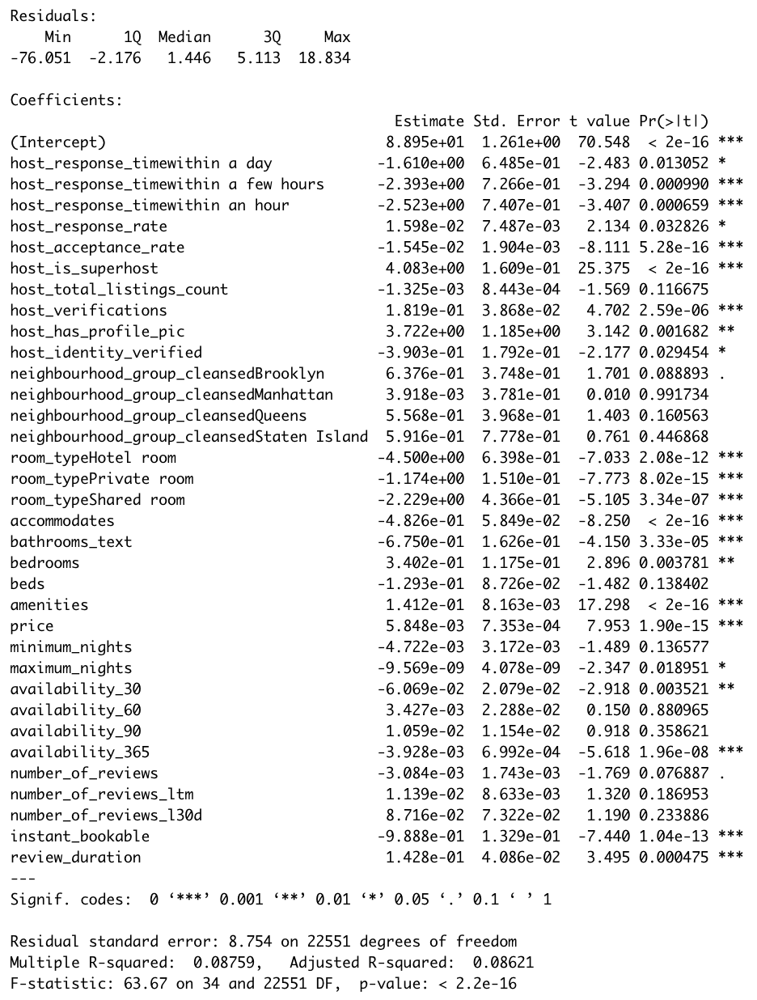 Residuals:
    Min      1Q  Median      3Q     Max
-76.051  -2.176   1.446   5.113  18.834

Coefficients:
                                           Estimate Std. Error t value Pr(>|t|)
(Intercept)                               8.895e+01  1.261e+00  70.548  < 2e-16 ***
host_response_timewithin a day           -1.610e+00  6.485e-01  -2.483 0.013052 *
host_response_timewithin a few hours     -2.393e+00  7.266e-01  -3.294 0.000990 ***
host_response_timewithin an hour         -2.523e+00  7.407e-01  -3.407 0.000659 ***
host_response_rate                        1.598e-02  7.487e-03   2.134 0.032826 *
host_acceptance_rate                     -1.545e-02  1.904e-03  -8.111 5.28e-16 ***
host_is_superhost                         4.083e+00  1.609e-01  25.375  < 2e-16 ***
host_total_listings_count                -1.325e-03  8.443e-04  -1.569 0.116675
host_verifications                        1.819e-01  3.868e-02   4.702 2.59e-06 ***
host_has_profile_pic                      3.722e+00  1.185e+00   3.142 0.001682 **
host_identity_verified                   -3.903e-01  1.792e-01  -2.177 0.029454 *
neighbourhood_group_cleansedBrooklyn      6.376e-01  3.748e-01   1.701 0.088893 .
neighbourhood_group_cleansedManhattan     3.918e-03  3.781e-01   0.010 0.991734
neighbourhood_group_cleansedQueens        5.568e-01  3.968e-01   1.403 0.160563
neighbourhood_group_cleansedStaten Island 5.916e-01  7.778e-01   0.761 0.446868
room_typeHotel room                      -4.500e+00  6.398e-01  -7.033 2.08e-12 ***
room_typePrivate room                    -1.174e+00  1.510e-01  -7.773 8.02e-15 ***
room_typeShared room                     -2.229e+00  4.366e-01  -5.105 3.34e-07 ***
accommodates                             -4.826e-01  5.849e-02  -8.250  < 2e-16 ***
bathrooms_text                           -6.750e-01  1.626e-01  -4.150 3.33e-05 ***
bedrooms                                  3.402e-01  1.175e-01   2.896 0.003781 **
beds                                     -1.293e-01  8.726e-02  -1.482 0.138402
amenities                                 1.412e-01  8.163e-03  17.298  < 2e-16 ***
price                                     5.848e-03  7.353e-04   7.953 1.90e-15 ***
minimum_nights                           -4.722e-03  3.172e-03  -1.489 0.136577
maximum_nights                           -9.569e-09  4.078e-09  -2.347 0.018951 *
availability_30                          -6.069e-02  2.079e-02  -2.918 0.003521 **
availability_60                           3.427e-03  2.288e-02   0.150 0.880965
availability_90                           1.059e-02  1.154e-02   0.918 0.358621
availability_365                         -3.928e-03  6.992e-04  -5.618 1.96e-08 ***
number_of_reviews                        -3.084e-03  1.743e-03  -1.769 0.076887 .
number_of_reviews_ltm                     1.139e-02  8.633e-03   1.320 0.186953
number_of_reviews_l30d                    8.716e-02  7.322e-02   1.190 0.233886
instant_bookable                         -9.888e-01  1.329e-01  -7.440 1.04e-13 ***
review_duration                           1.428e-01  4.086e-02   3.495 0.000475 ***
---
Signif. codes:  0 ‘***’ 0.001 ‘**’ 0.01 ‘*’ 0.05 ‘.’ 0.1 ‘ ’ 1

Residual standard error: 8.754 on 22551 degrees of freedom
Multiple R-squared:  0.08759,   Adjusted R-squared:  0.08621
F-statistic: 63.67 on 34 and 22551 DF,  p-value: < 2.2e-16